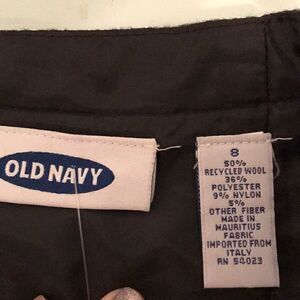 OLD NAVY
8
50%
RECYCLED WOOL
36%
POLYESTER
9% NYLON
5%
OTHER FIBER
MADE IN
MAURITIUS
FABRIC
IMPORTED FROM
ITALY
RN 54023